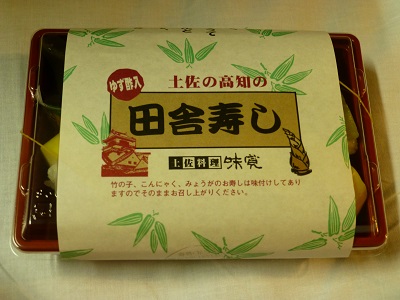 ゆず酢入
土佐の高知の
田舎寿し
土佐料理 味覚
竹の子、こんにゃく、みょうがのお寿しは味付けしてあり
ますのでそのままお召し上がりください。